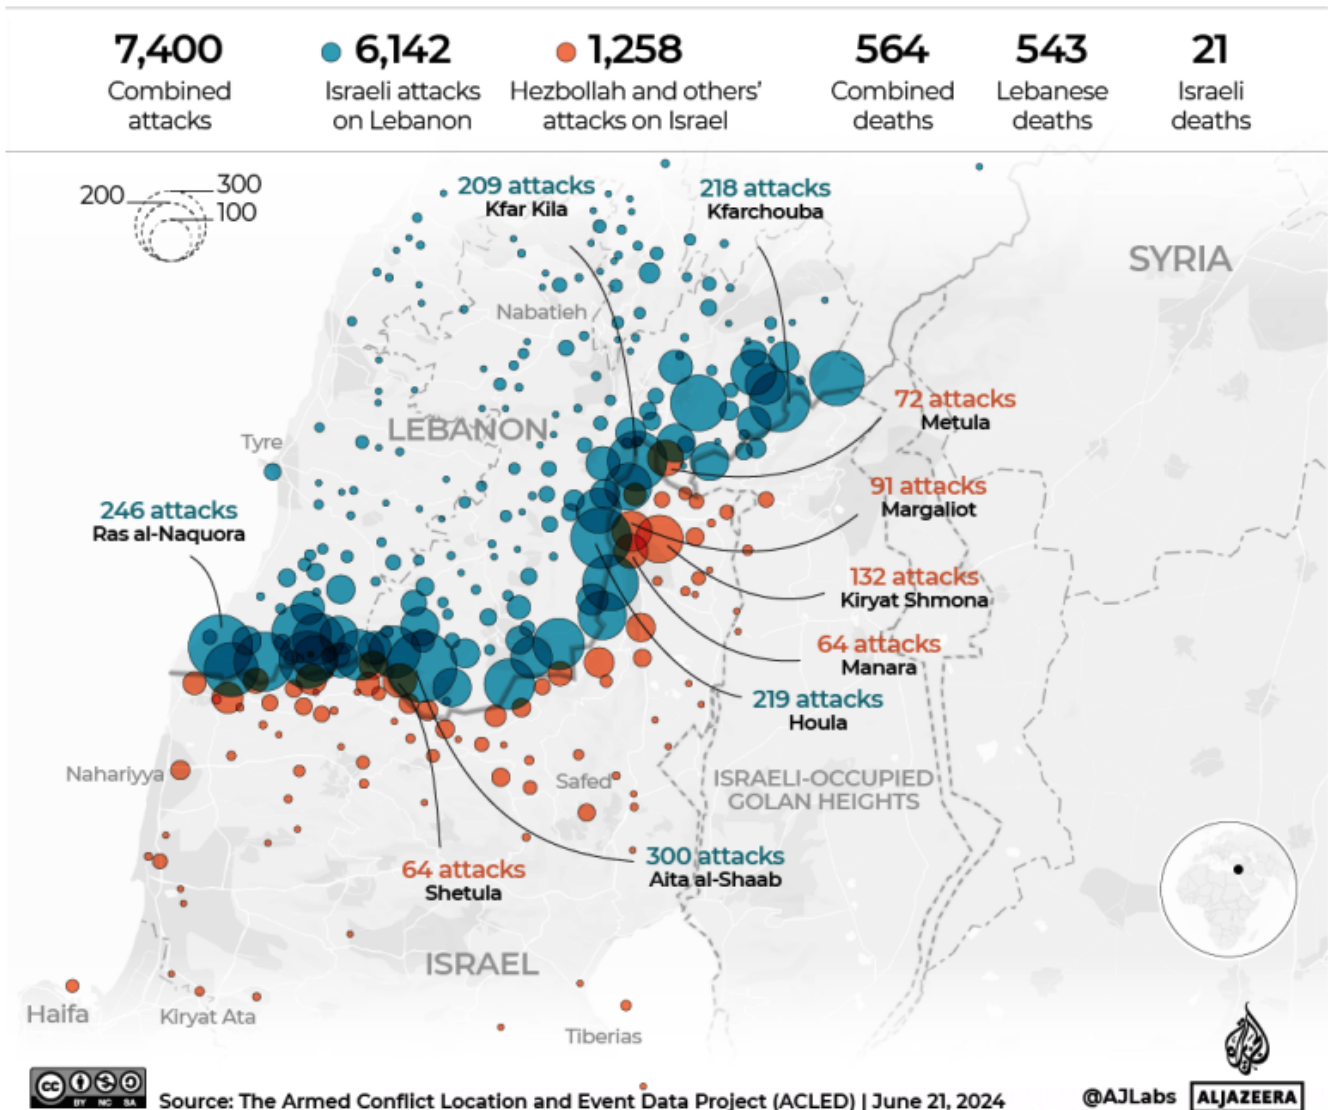 7,400
Combined
attacks
6,142
Israeli attacks
on Lebanon
1,258
Hezbollah and others'
attacks on Israel
564
Combined
deaths
543
Lebanese
deaths
21
Israeli
deaths
300
200
100
209 attacks
Kfar Kila
218 attacks
Kfarchouba
SYRIA
Nabatieh
72 attacks
Metula
LEBANON
Tyre
91 attacks
Margaliot
246 attacks
Ras al-Naquora
132 attacks
Kiryat Shmona
64 attacks
Manara
219 attacks
Houla
Nahariyya
Safed
ISRAELI-OCCUPIED
GOLAN HEIGHTS
64 attacks
Shetula
300 attacks
Aita al-Shaab
ISRAEL
Haifa
Kiryat Ata
Tiberias
cc
BY NC SA
Source: The Armed Conflict Location and Event Data Project (ACLED) | June 21, 2024
@AJLabs
ALJAZEERA